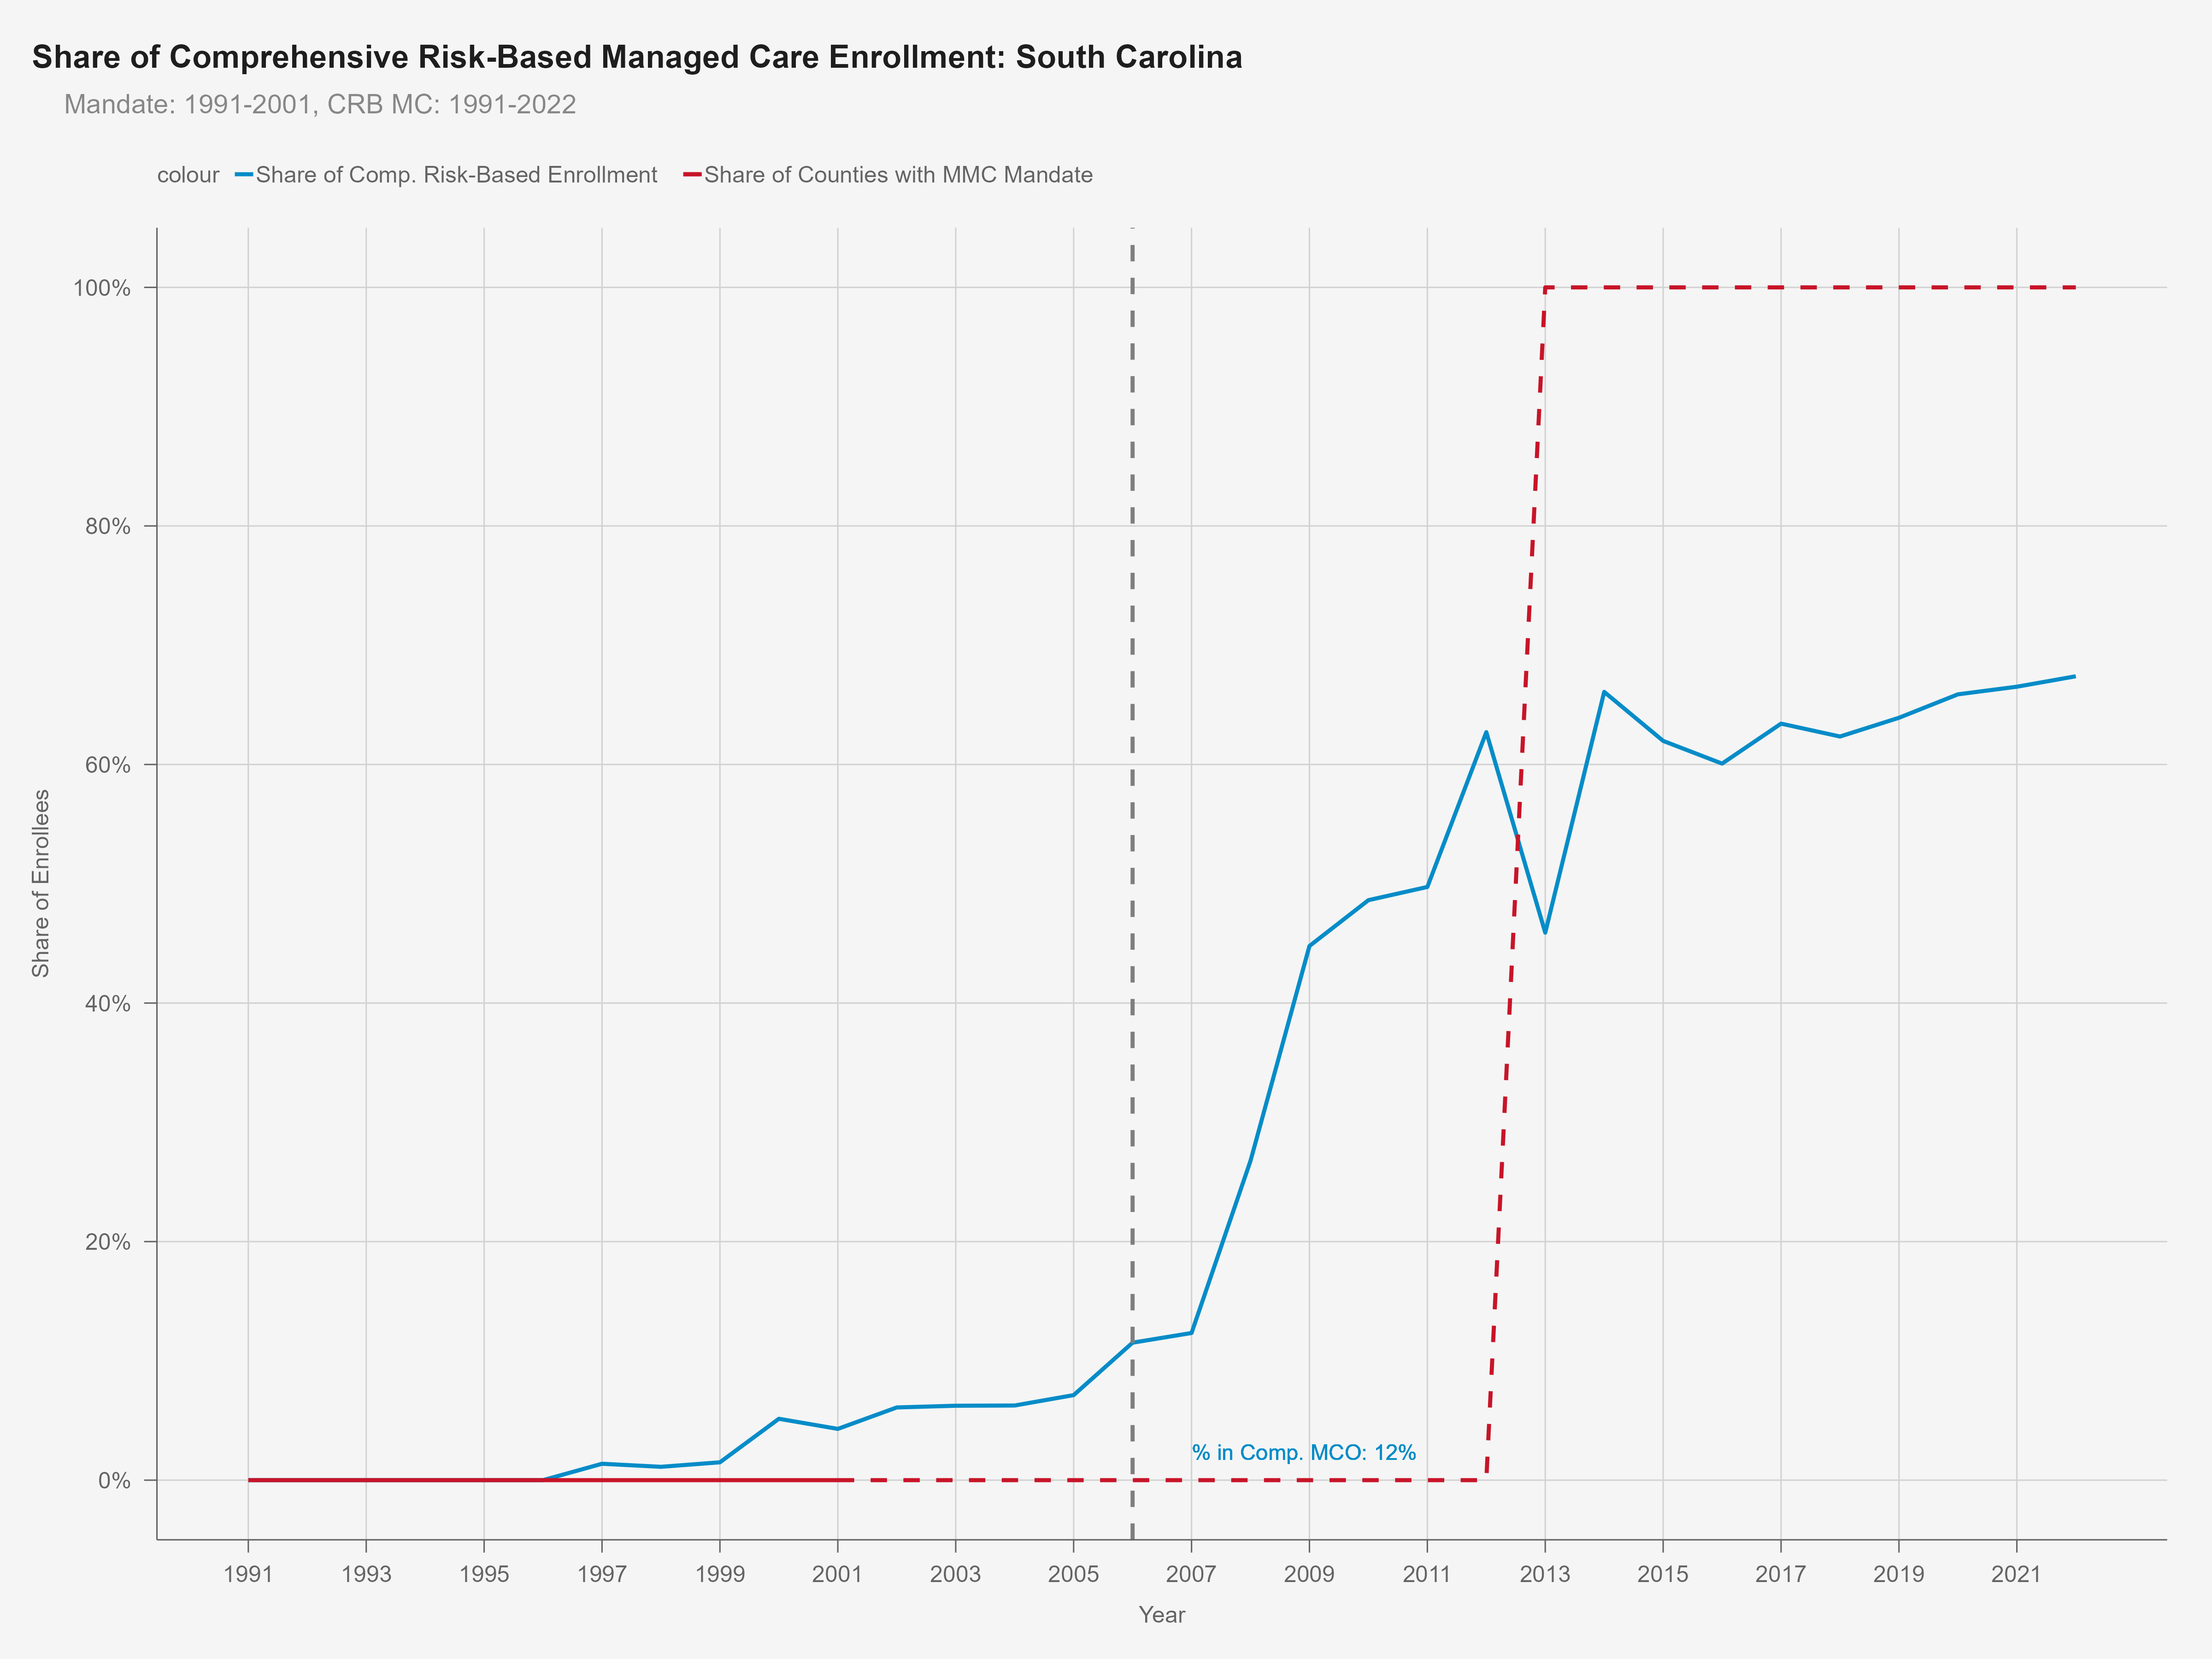 Share of Comprehensive Risk-Based Managed Care Enrollment: South Carolina
Mandate: 1991-2001, CRB MC: 1991-2022
colour Share of Comp. Risk-Based Enrollment Share of Counties with MMC Mandate
100%
80%
60%
40%
20%
0%
Share of Enrollees
% in Comp. MCO: 12%
1991 1993 1995 1997 1999 2001 2003 2005 2007 2009 2011 2013 2015 2017 2019 2021
Year